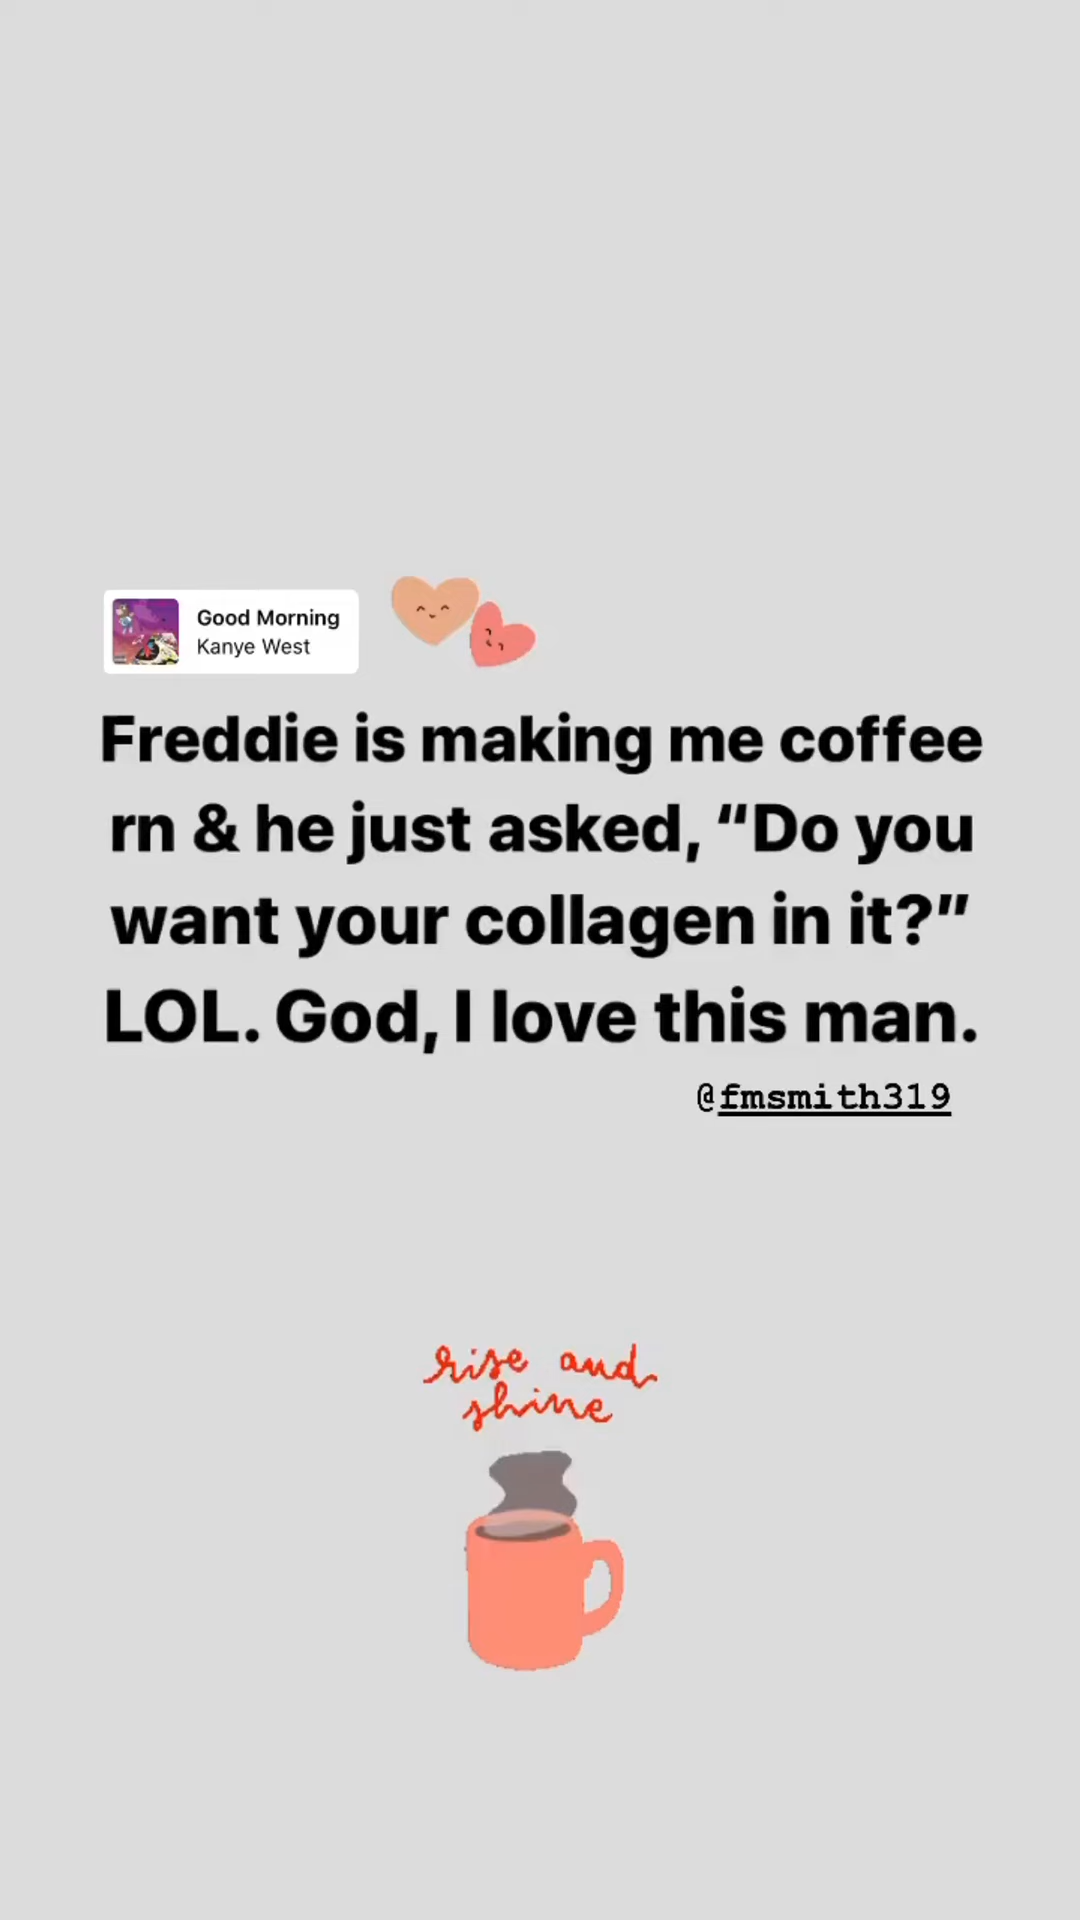 Good Morning
Kanye West
Freddie is making me coffee
rn & he just asked, “Do you
want your collagen in it?”
LOL. God, I love this man.
@fmsmith319
rise and
shine